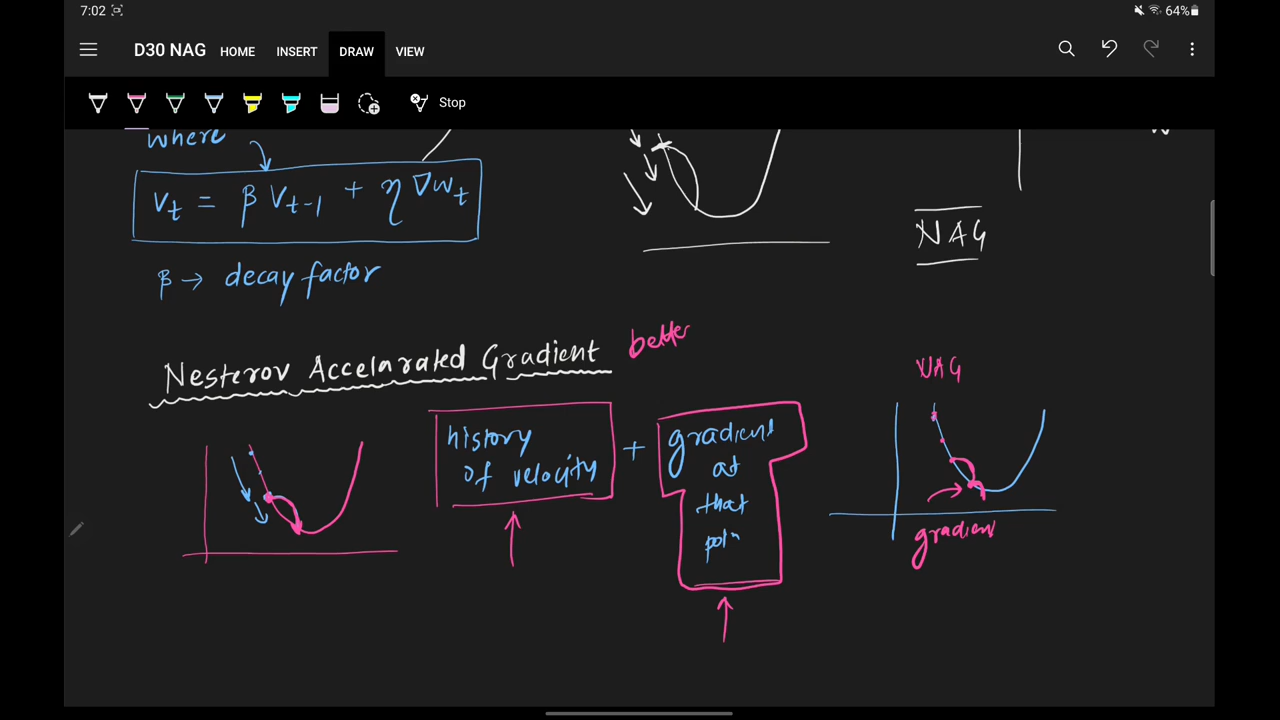 7:02
64%
D30 NAG HOME INSERT DRAW VIEW
Stop
where
Vt = β Vt-1 + η ∇wt
NAG
β → decay factor
Nesterov Accelarated Gradient better
NAG
history
of velocity
+
gradient
at
that
gradient